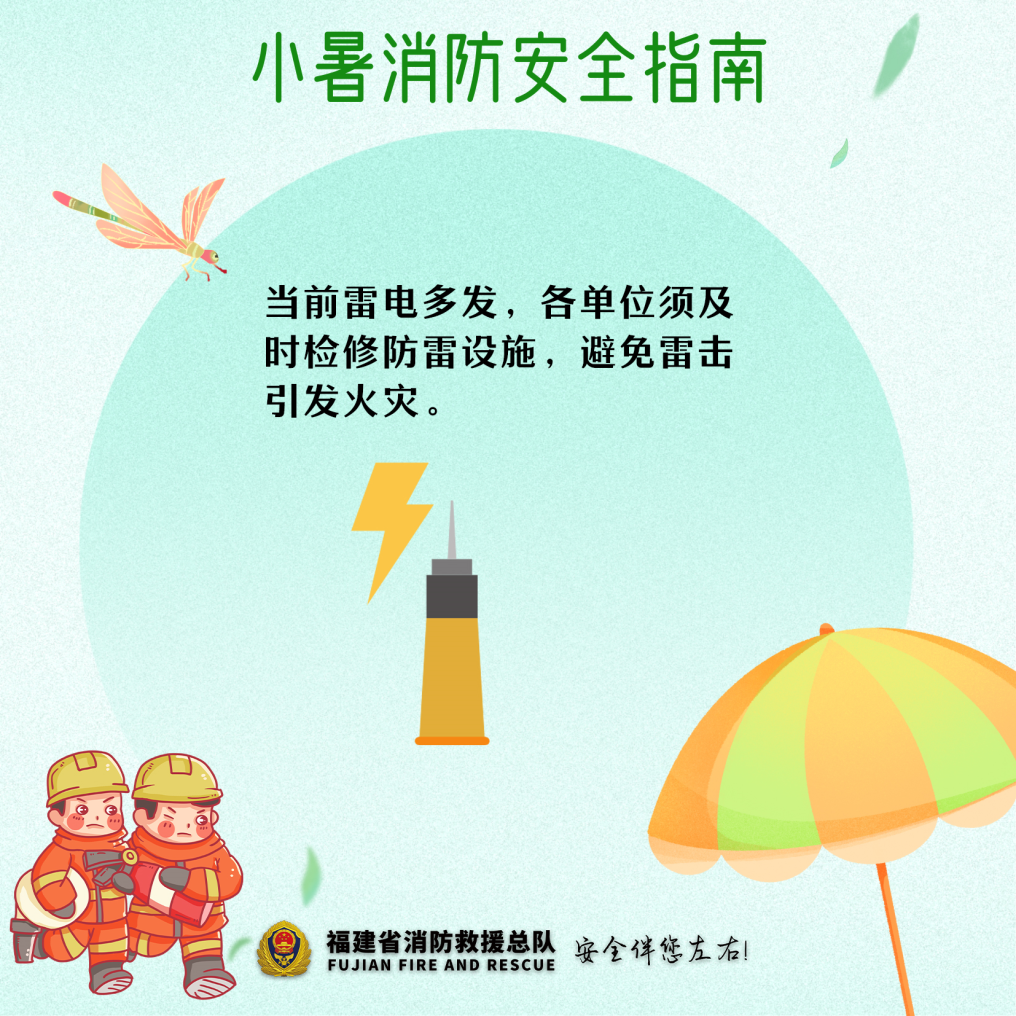 小暑消防安全指南
当前雷电多发，各单位须及
时检修防雷设施，避免雷击
引发火灾。
福建省消防救援总队
FUJIAN FIRE AND RESCUE
安全伴您左右!